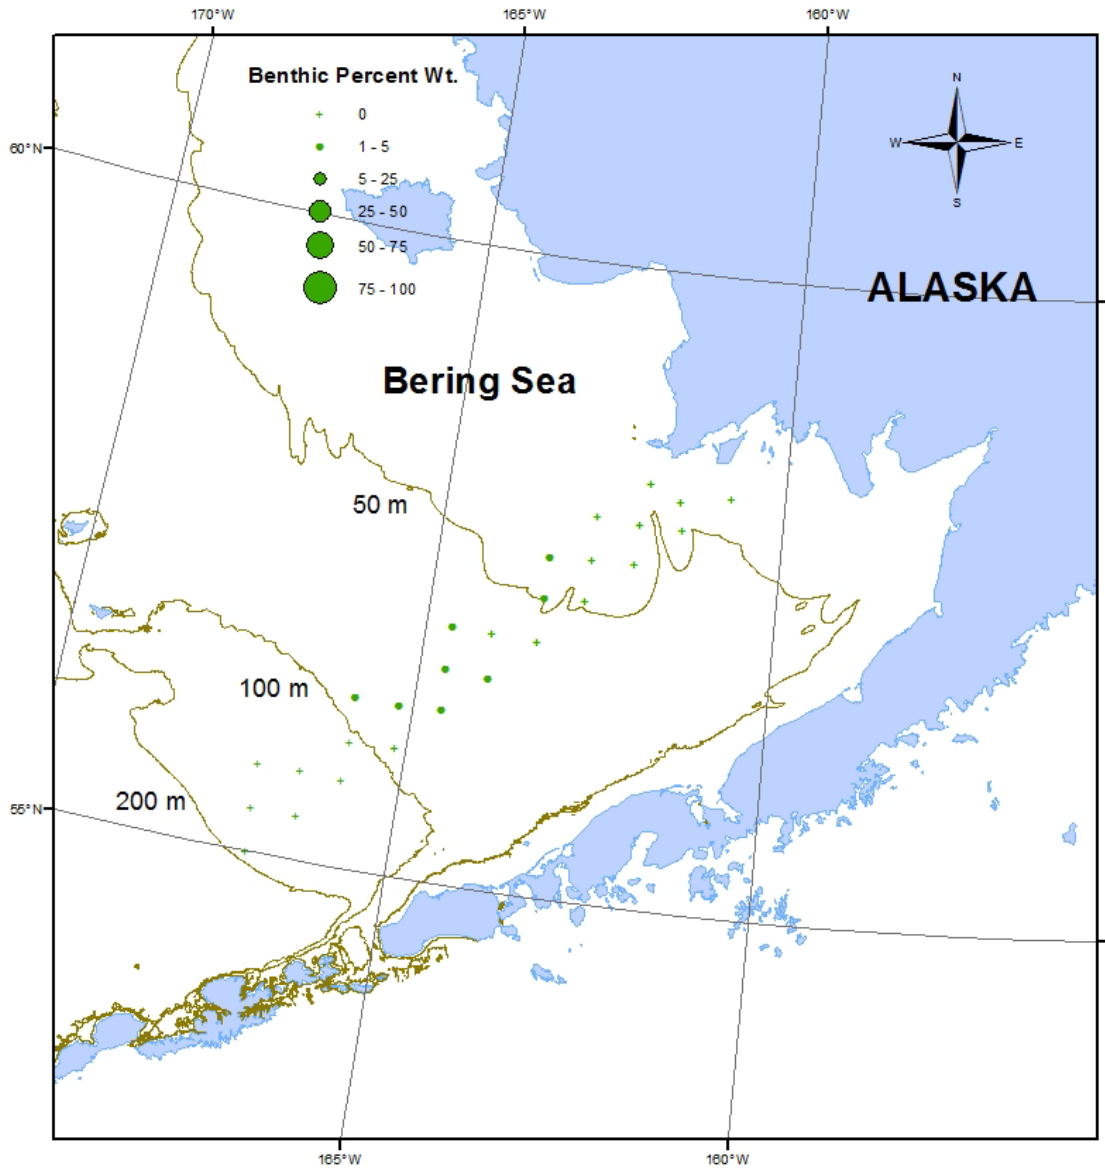 170°W 165°W 160°W
Benthic Percent Wt.
0
1 - 5
5 - 25
25 - 50
50 - 75
75 - 100
N
W E
S
60°N
ALASKA
Bering Sea
50 m
100 m
200 m
55°N
165°W 160°W